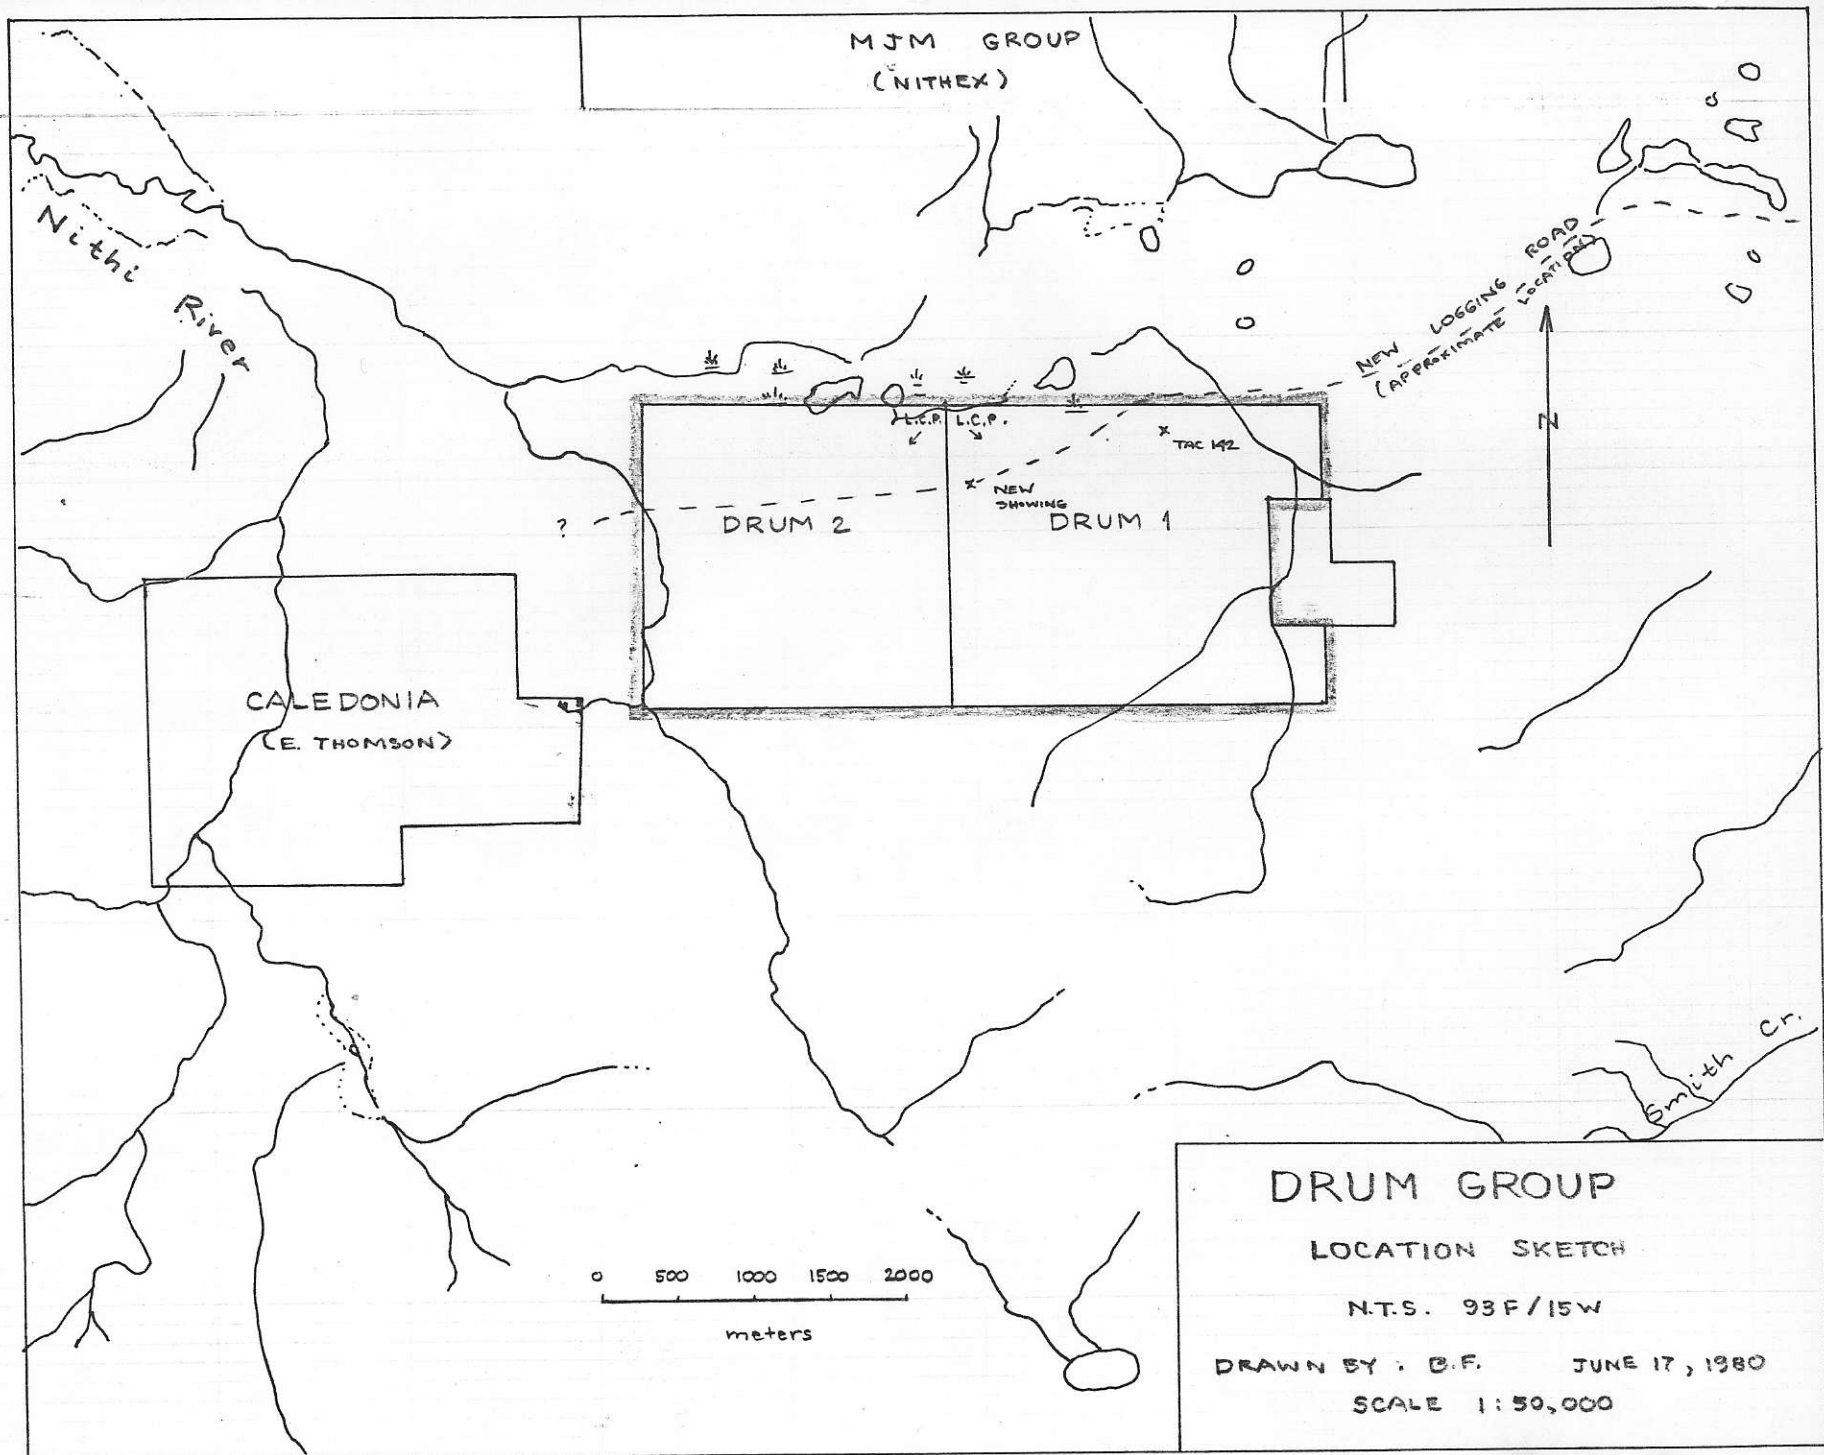 MJM GROUP
(NITHEX)
Nithi River
NEW LOGGING ROAD
(APPROXIMATE LOCATION)
L.C.P. L.C.P.
TAC 142
NEW
SHOWING
?
DRUM 2
DRUM 1
N
CALEDONIA
(E. THOMSON)
Smith Cr.
0 500 1000 1500 2000
meters
DRUM GROUP
LOCATION SKETCH
N.T.S. 93F/15W
DRAWN BY : B.F. JUNE 17, 1980
SCALE 1:50,000